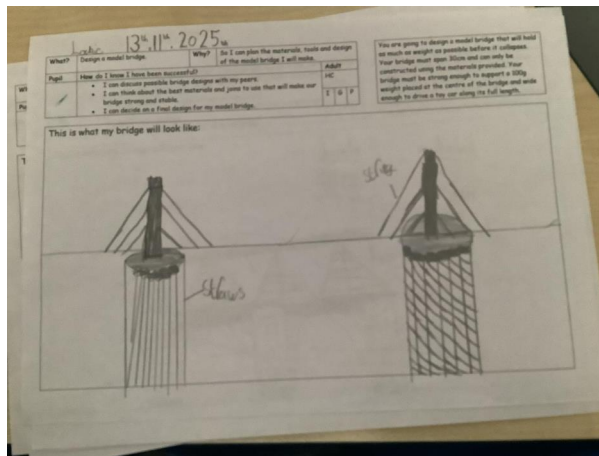 13th.11th.2025th
What?
Design a model bridge.
Why?
So I can plan the materials, tools and design
of the model bridge I will make.
Pupil
How do I know I have been successful?
Adult
• I can discuss possible bridge designs with my peers.
• I can think about the best materials and joins to use that will make our
bridge strong and stable.
• I can decide on a final design for my model bridge.
HC
I G P
You are going to design a model bridge that will hold
as much weight as possible before it collapses.
Your bridge must span 30cm and can only be
constructed using the materials provided. Your
bridge must be strong enough to support a 100g
weight placed at the centre of the bridge and wide
enough to drive a toy car along its full length.
This is what my bridge will look like: